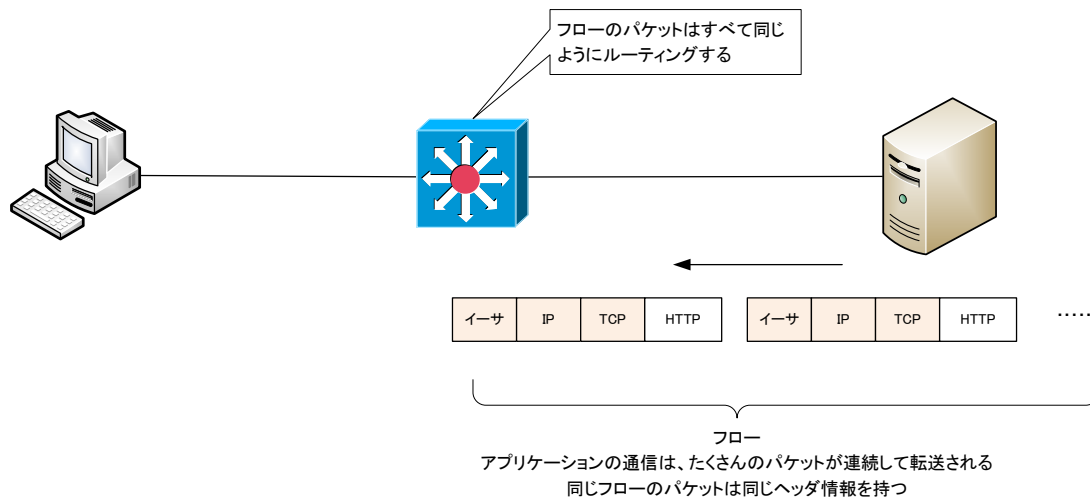 フローのパケットはすべて同じ
ようにルーティングする
イーサ IP TCP HTTP イーサ IP TCP HTTP ……
フロー
アプリケーションの通信は、たくさんのパケットが連続して転送される
同じフローのパケットは同じヘッダ情報を持つ